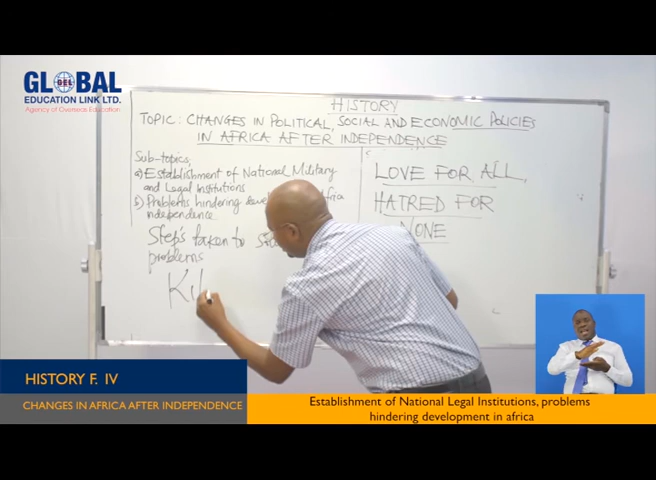 GLOBAL
GEL
EDUCATION LINK LTD.
Agency of Overseas Education
HISTORY
TOPIC: CHANGES IN POLITICAL, SOCIAL AND ECONOMIC POLICIES
IN AFRICA AFTER INDEPENDENCE
Sub-topics,
a) Establishment of National Military
and Legal Institutions
b) Problems hindering
independence
Steps taken to
problems
LOVE FOR ALL,
HATRED FOR
NONE
HISTORY F. IV
CHANGES IN AFRICA AFTER INDEPENDENCE
Establishment of National Legal Institutions, problems
hindering development in africa